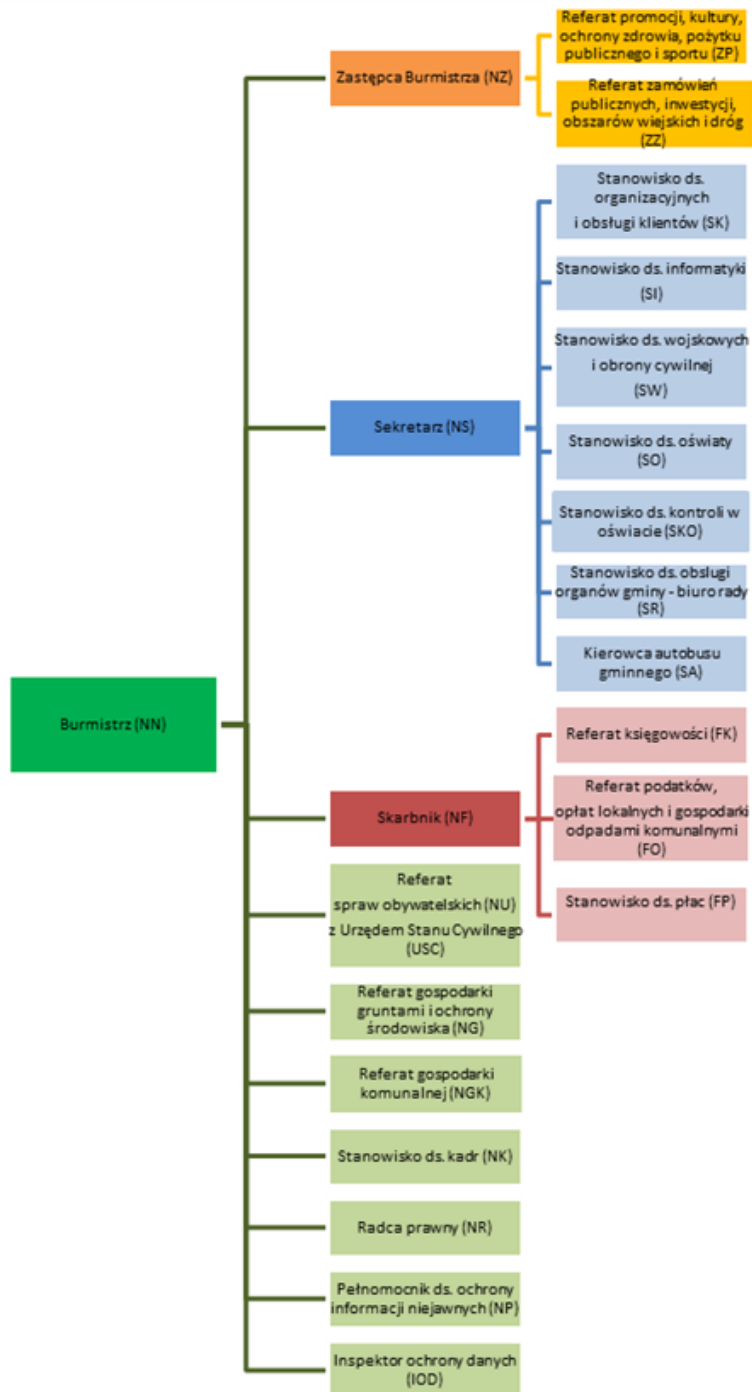 Burmistrz (NN)
Zastępca Burmistrza (NZ)
Referat promocji, kultury,
ochrony zdrowia, pożytku
publicznego i sportu (ZP)
Referat zamówień
publicznych, inwestycji,
obszarów wiejskich i dróg
(ZZ)
Sekretarz (NS)
Stanowisko ds.
organizacyjnych
i obsługi klientów (SK)
Stanowisko ds. informatyki
(SI)
Stanowisko ds. wojskowych
i obrony cywilnej
(SW)
Stanowisko ds. oświaty
(SO)
Stanowisko ds. kontroli w
oświacie (SKO)
Stanowisko ds. obslugi
organów gminy - biuro rady
(SR)
Kierowca autobusu
gminnego (SA)
Skarbnik (NF)
Referat księgowości (FK)
Referat podatków,
opłat lokalnych i gospodarki
odpadami komunalnymi
(FO)
Stanowisko ds. płac (FP)
Referat
spraw obywatelskich (NU)
z Urzędem Stanu Cywilnego
(USC)
Referat gospodarki
gruntami i ochrony
środowiska (NG)
Referat gospodarki
komunalnej (NGK)
Stanowisko ds. kadr (NK)
Radca prawny (NR)
Pełnomocnik ds. ochrony
informacji niejawnych (NP)
Inspektor ochrony danych
(IOD)